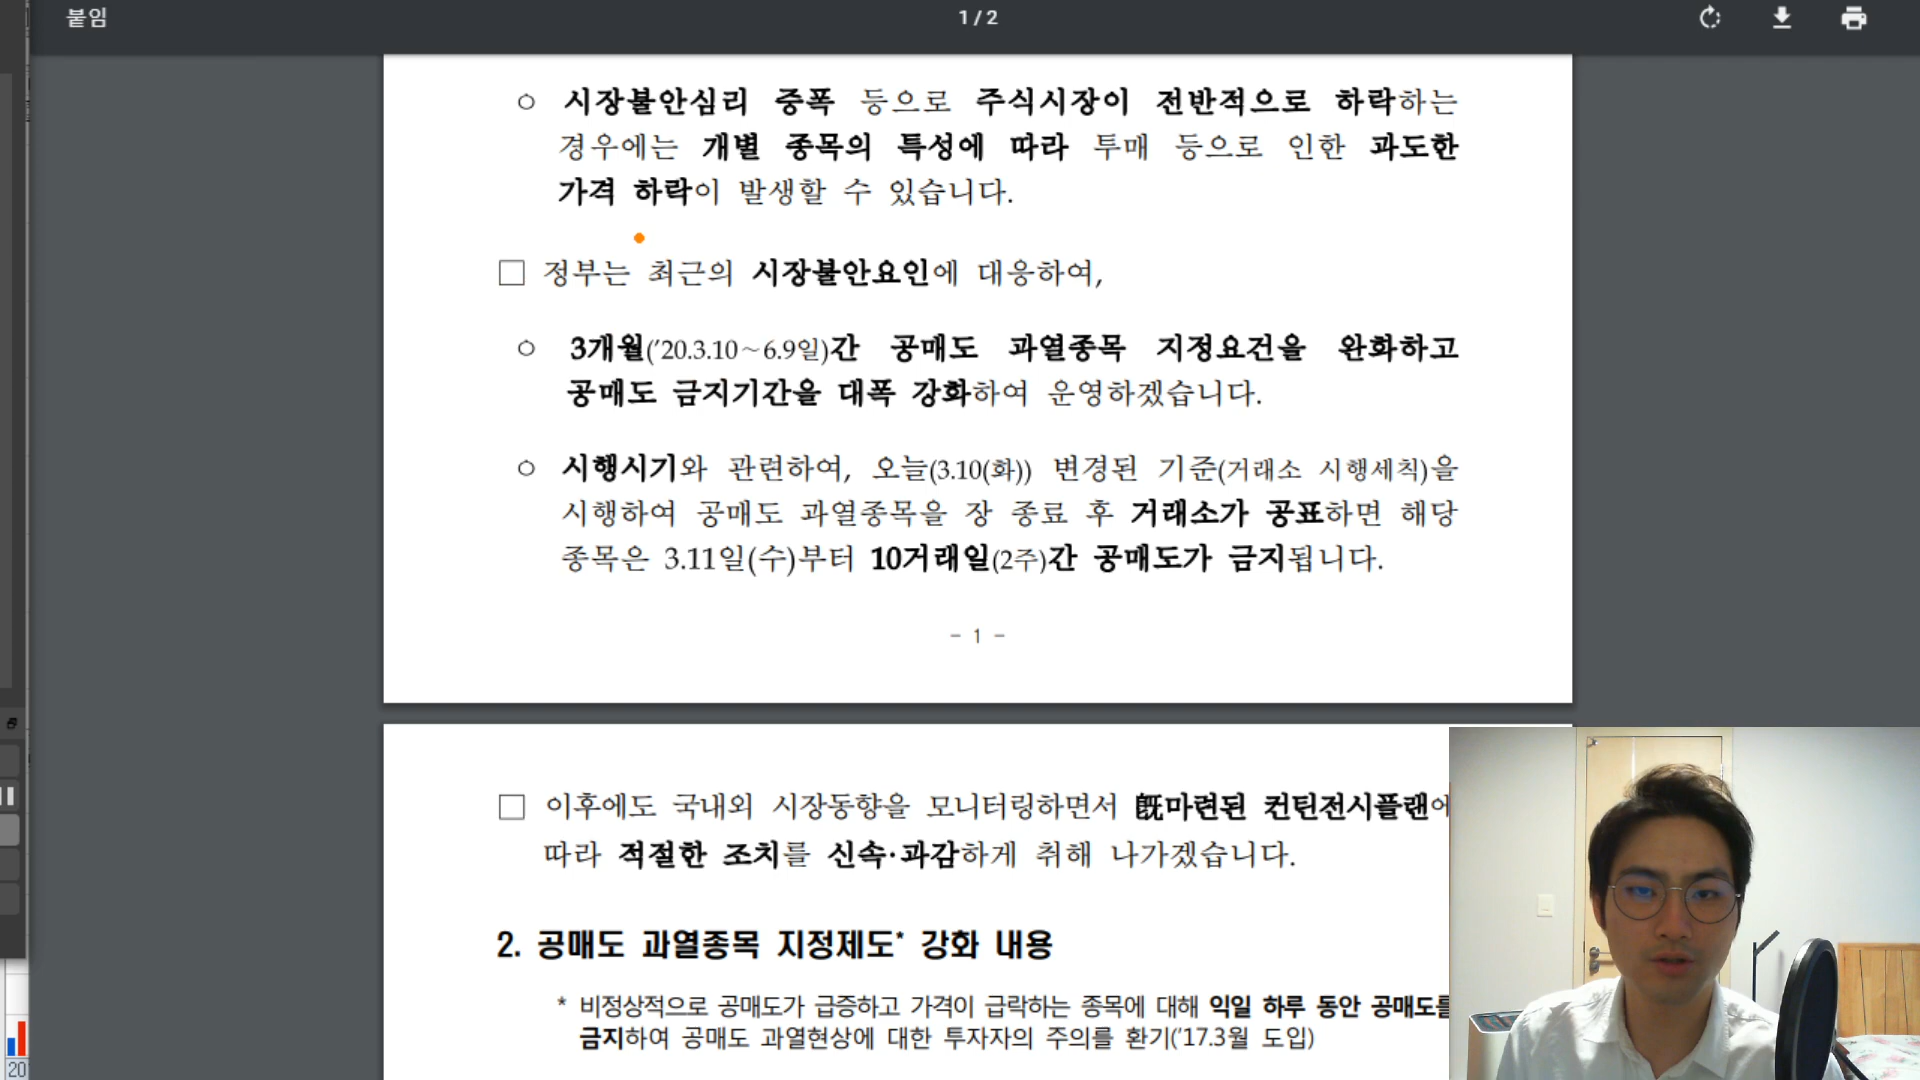 붙임
1 / 2
○ 시장불안심리 증폭 등으로 주식시장이 전반적으로 하락하는
경우에는 개별 종목의 특성에 따라 투매 등으로 인한 과도한
가격 하락이 발생할 수 있습니다.
□ 정부는 최근의 시장불안요인에 대응하여,
○ 3개월('20.3.10～6.9일)간 공매도 과열종목 지정요건을 완화하고
공매도 금지기간을 대폭 강화하여 운영하겠습니다.
○ 시행시기와 관련하여, 오늘(3.10(화)) 변경된 기준(거래소 시행세칙)을
시행하여 공매도 과열종목을 장 종료 후 거래소가 공표하면 해당
종목은 3.11일(수)부터 10거래일(2주)간 공매도가 금지됩니다.
- 1 -
□ 이후에도 국내외 시장동향을 모니터링하면서 旣마련된 컨틴전시플랜에
따라 적절한 조치를 신속·과감하게 취해 나가겠습니다.
2. 공매도 과열종목 지정제도* 강화 내용
* 비정상적으로 공매도가 급증하고 가격이 급락하는 종목에 대해 익일 하루 동안 공매도를
금지하여 공매도 과열현상에 대한 투자자의 주의를 환기('17.3월 도입)
20